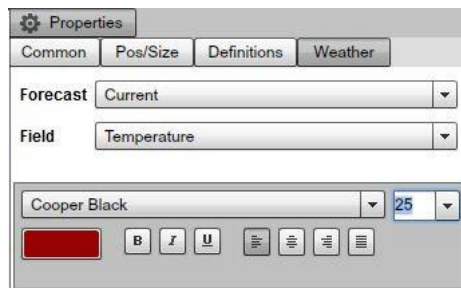 Properties
Common Pos/Size Definitions Weather
Forecast Current
Field Temperature
Cooper Black 25
B I U